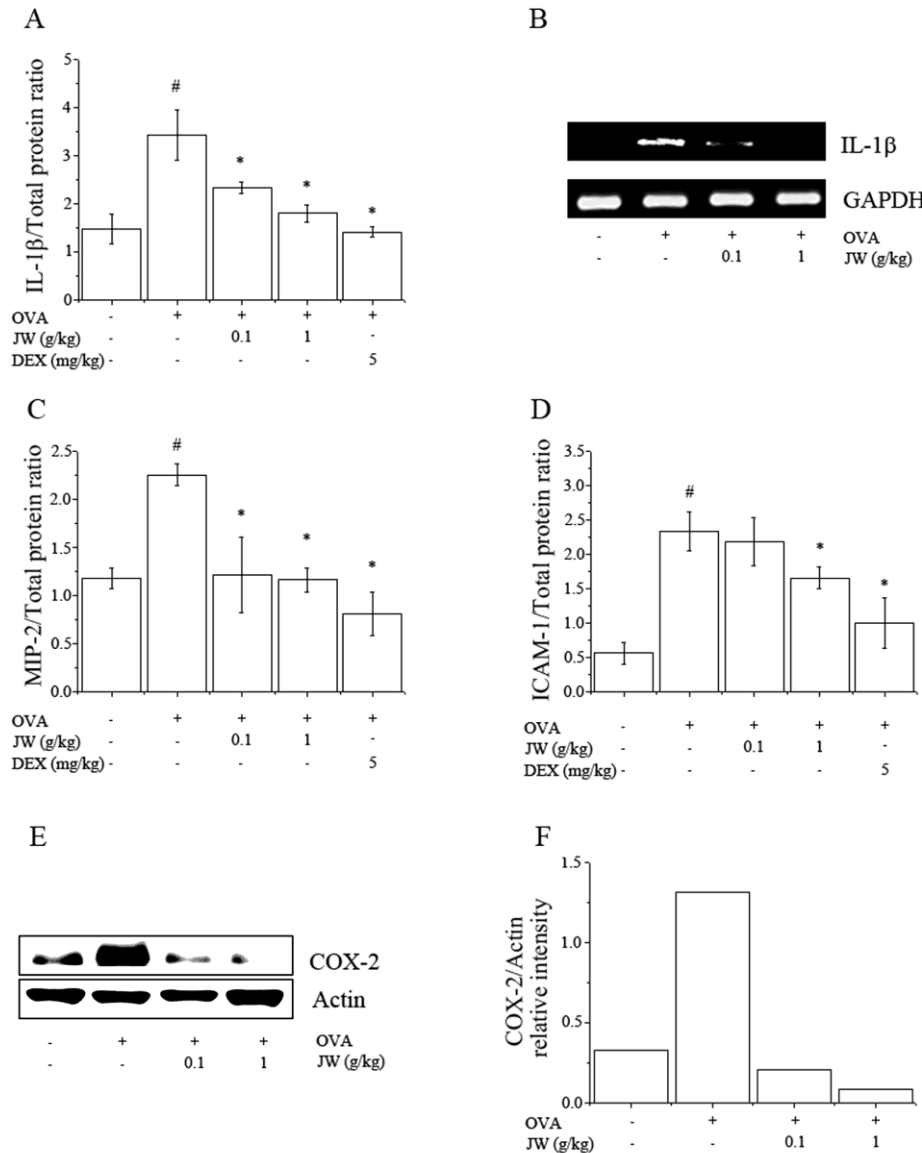 A
IL-1β/Total protein ratio
5
4
3
2
1
0
#
*
*
*
OVA - + + + +
JW (g/kg) - - 0.1 1 -
DEX (mg/kg) - - - - 5
B
IL-1β
GAPDH
- + + + OVA
- - 0.1 1 JW (g/kg)
C
MIP-2/Total protein ratio
2.5
2.0
1.5
1.0
0.5
0.0
#
*
*
*
OVA - + + + +
JW (g/kg) - - 0.1 1 -
DEX (mg/kg) - - - - 5
D
ICAM-1/Total protein ratio
3.5
3.0
2.5
2.0
1.5
1.0
0.5
0.0
#
*
*
OVA - + + + +
JW (g/kg) - - 0.1 1 -
DEX (mg/kg) - - - - 5
E
COX-2
Actin
- + + + OVA
- - 0.1 1 JW (g/kg)
F
COX-2/Actin
relative intensity
1.5
1.0
0.5
0.0
OVA - + + +
JW (g/kg) - - 0.1 1